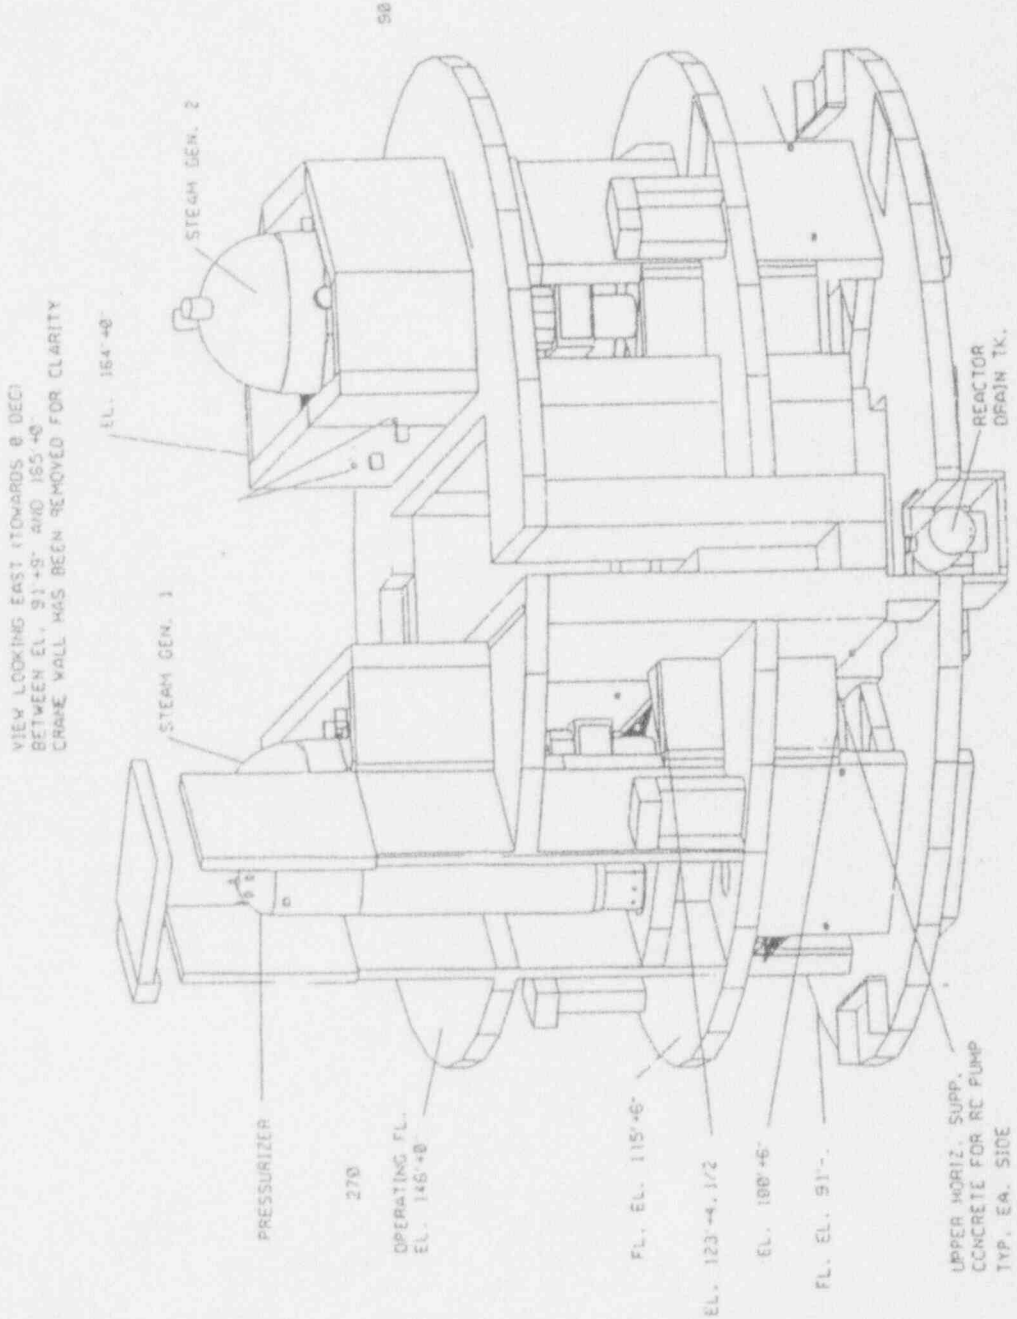 VIEW LOOKING EAST (TOWARDS 0 DEG)
BETWEEN EL. 91'+9" AND 165'+0"
CRANE WALL HAS BEEN REMOVED FOR CLARITY
EL. 164'+0"
STEAM GEN. 1
STEAM GEN. 2
PRESSURIZER
270
90
OPERATING FL.
EL. 146'+0"
FL. EL. 115'+6"
EL. 123'+4.1/2
EL. 100'+6"
FL. EL. 91'-.
UPPER HORIZ. SUPP.
CONCRETE FOR RC PUMP
TYP. EA. SIDE
REACTOR
DRAIN TK.